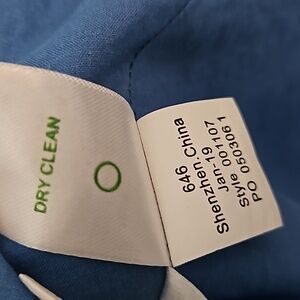 DRY CLEAN
646
Shenzhen. China
Jan-19
Style 001107
PO 0503061